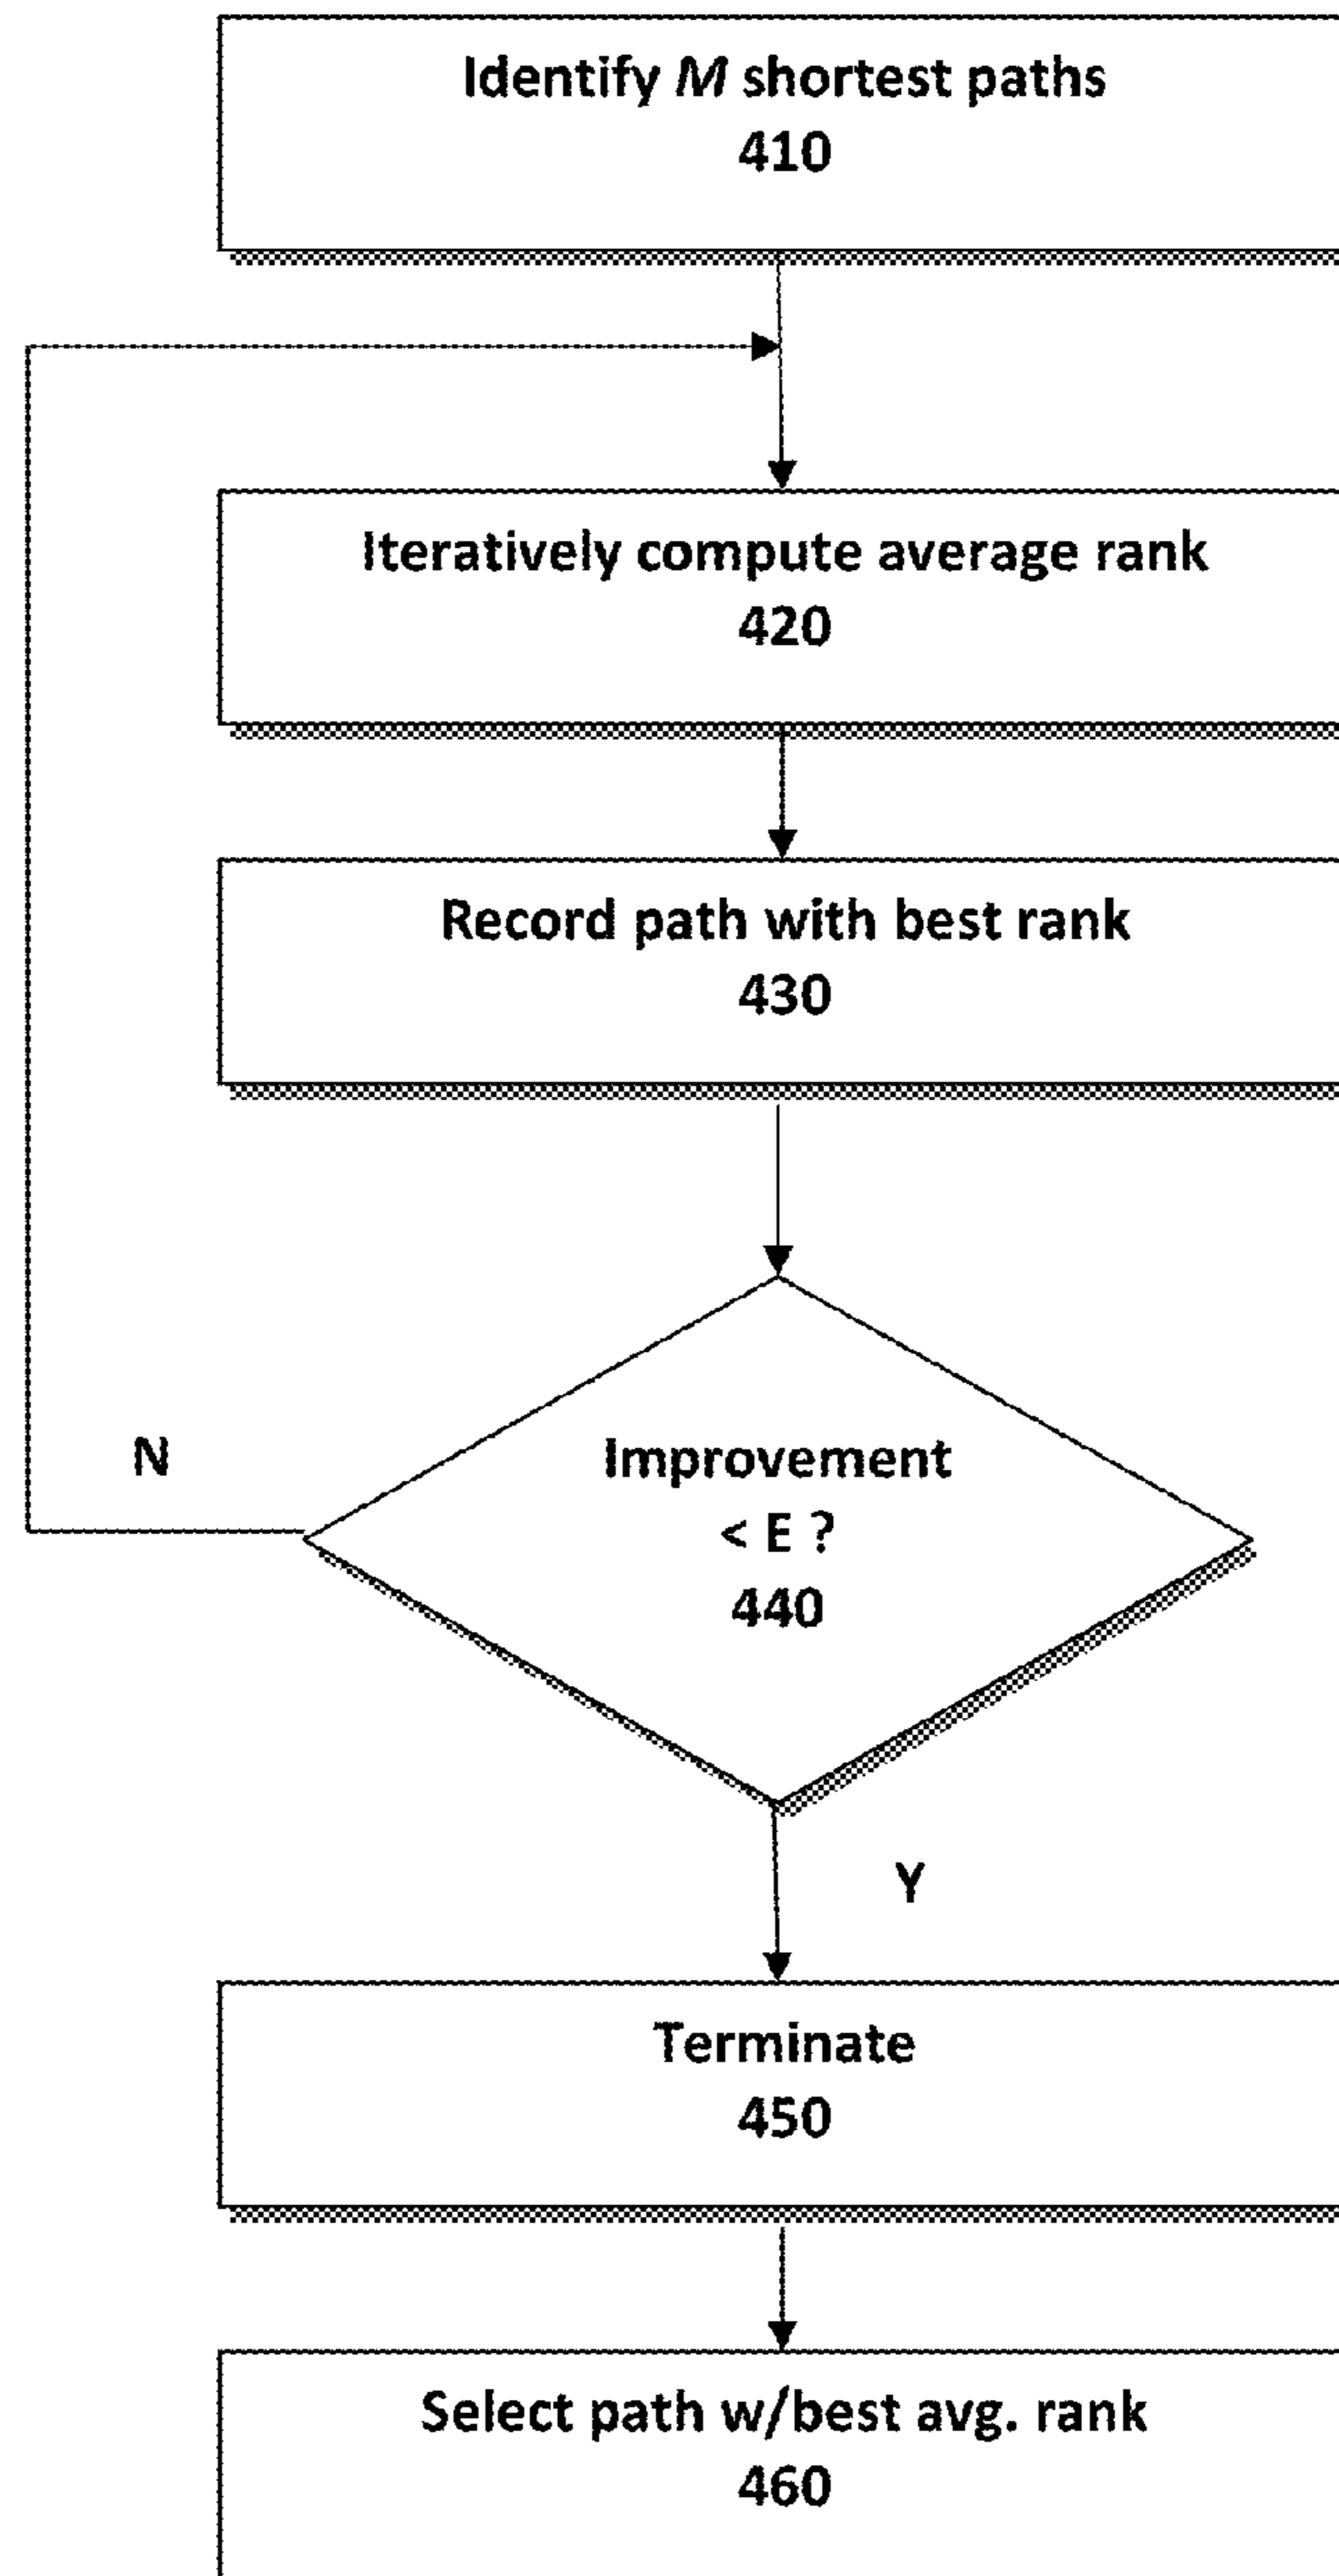 Identify M shortest paths
410
Iteratively compute average rank
420
Record path with best rank
430
Improvement
< E ?
440
N
Y
Terminate
450
Select path w/best avg. rank
460